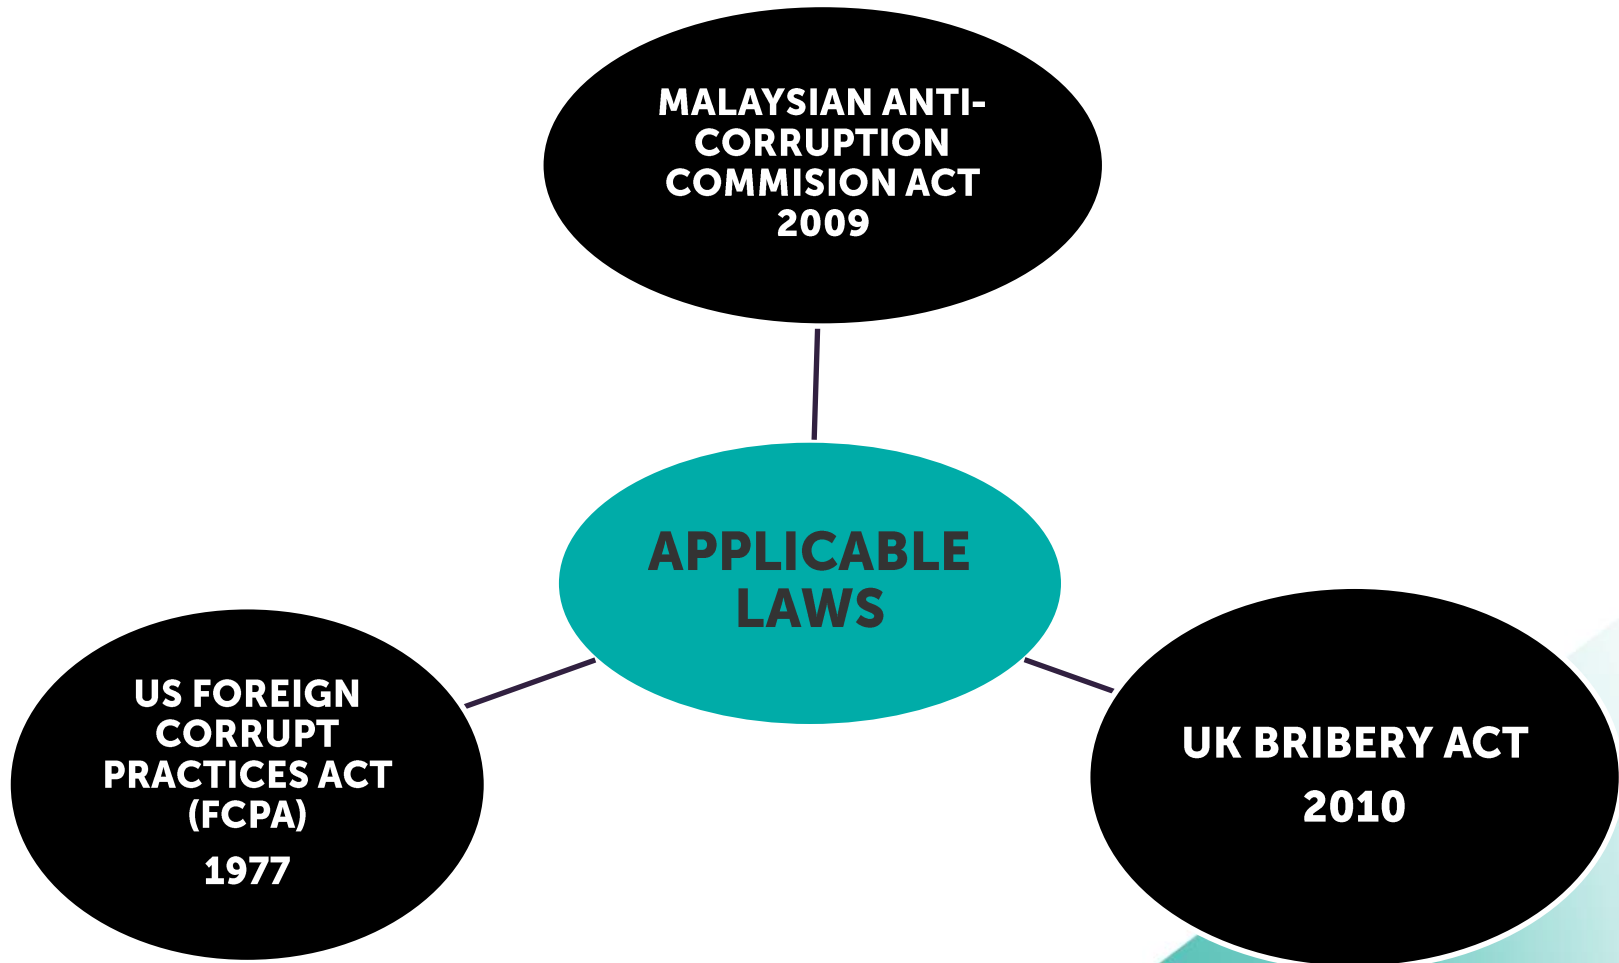 MALAYSIAN ANTI-
CORRUPTION
COMMISION ACT
2009
APPLICABLE
LAWS
US FOREIGN
CORRUPT
PRACTICES ACT
(FCPA)
1977
UK BRIBERY ACT
2010